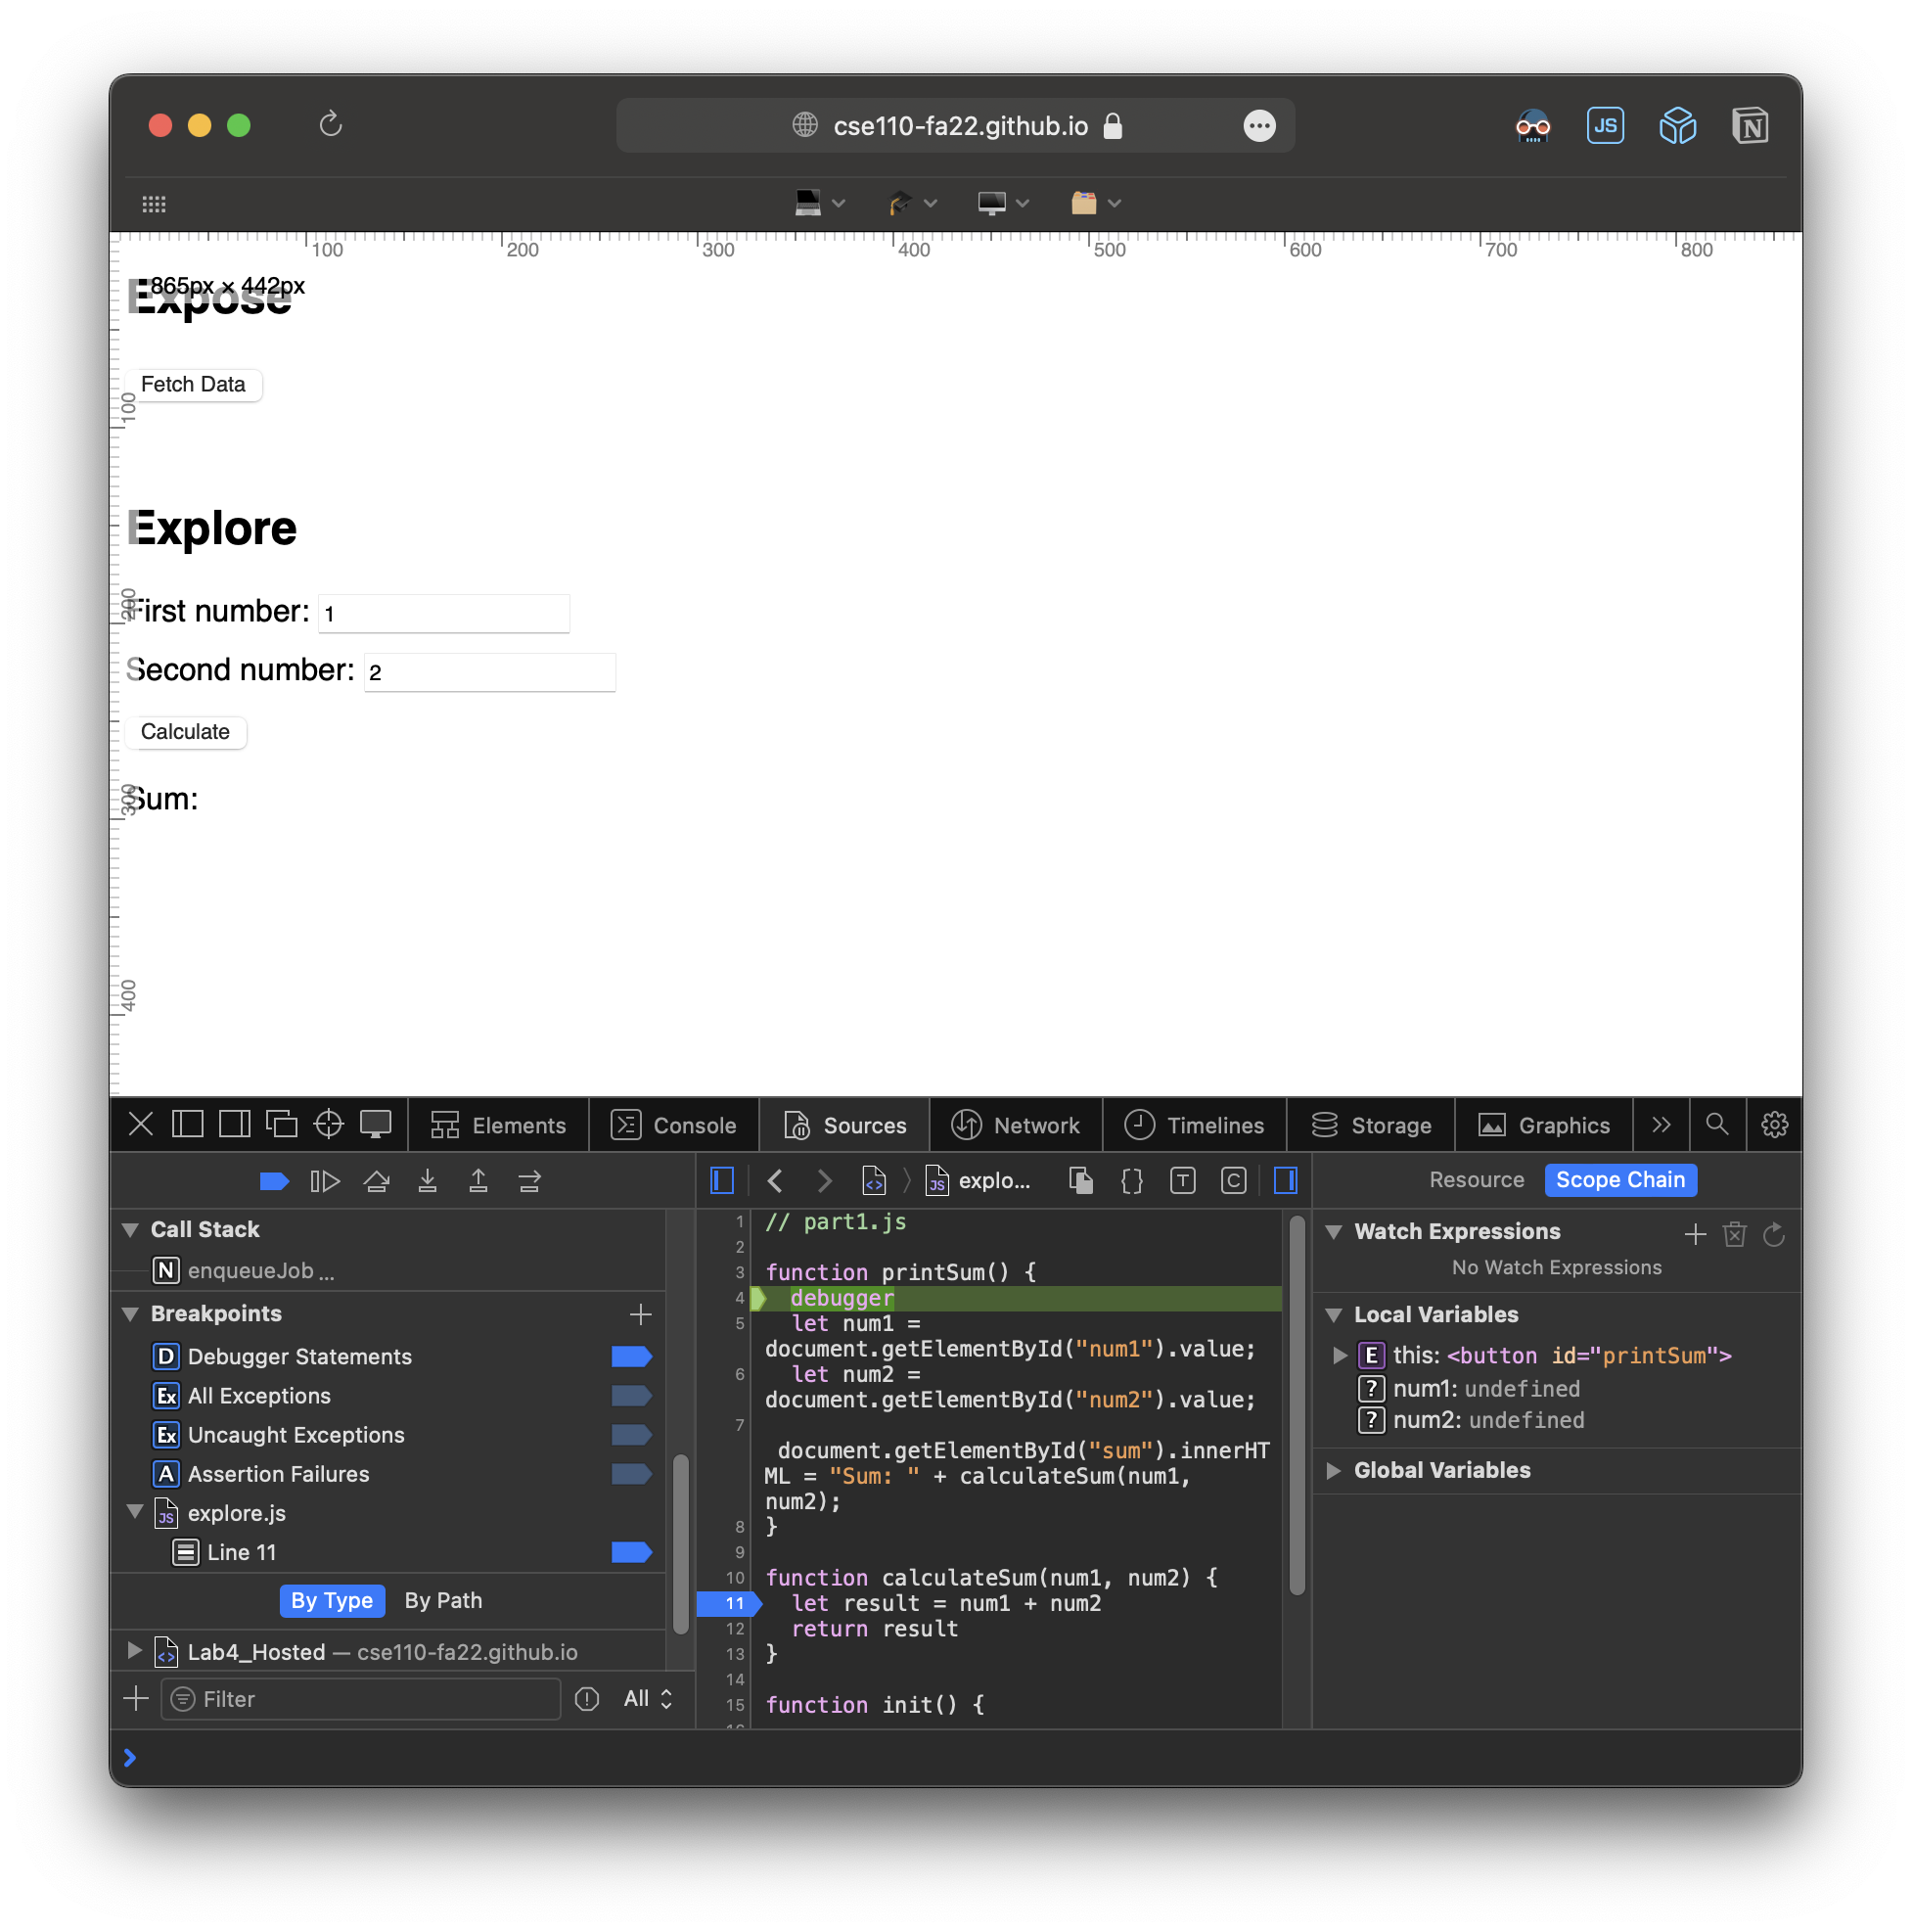 cse110-fa22.github.io
JS
N
100 200 300 400 500 600 700 800
865px × 442px
Expose
Fetch Data
100
Explore
First number: 1
200
Second number: 2
Calculate
Sum:
300
400
Elements Console Sources Network Timelines Storage Graphics
explo...
T
C
Resource Scope Chain
Call Stack
N enqueueJob ...
Breakpoints
D Debugger Statements
Ex All Exceptions
Ex Uncaught Exceptions
A Assertion Failures
JS explore.js
Line 11
By Type By Path
Lab4_Hosted — cse110-fa22.github.io
Filter
All
1 // part1.js
2
3 function printSum() {
4 debugger
5 let num1 =
document.getElementById("num1").value;
6 let num2 =
document.getElementById("num2").value;
7
document.getElementById("sum").innerHT
ML = "Sum: " + calculateSum(num1,
num2);
8 }
9
10 function calculateSum(num1, num2) {
11 let result = num1 + num2
12 return result
13 }
14
15 function init() {
16
Watch Expressions
No Watch Expressions
Local Variables
E this: <button id="printSum">
? num1: undefined
? num2: undefined
Global Variables